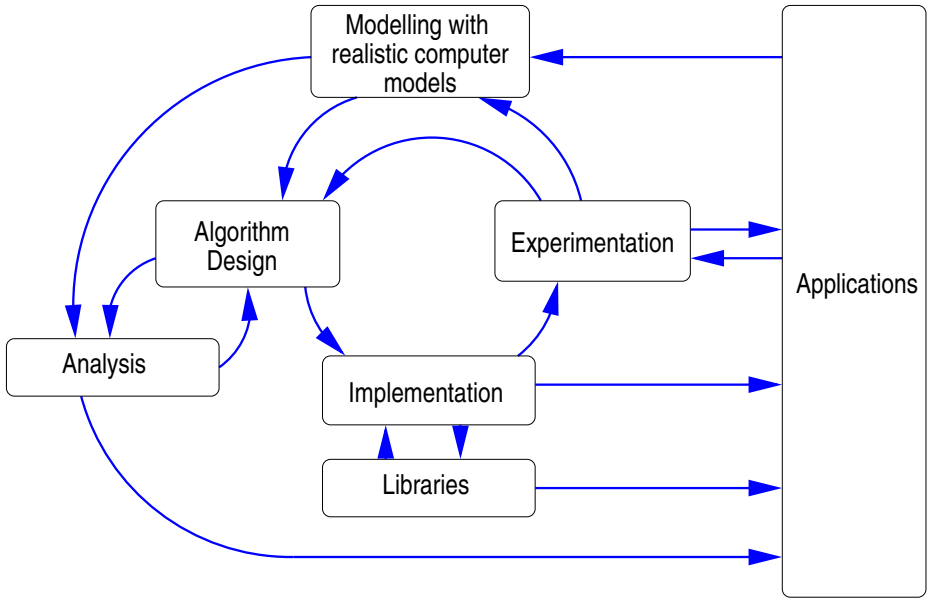 Modelling with
realistic computer
models
Algorithm
Design
Experimentation
Applications
Analysis
Implementation
Libraries